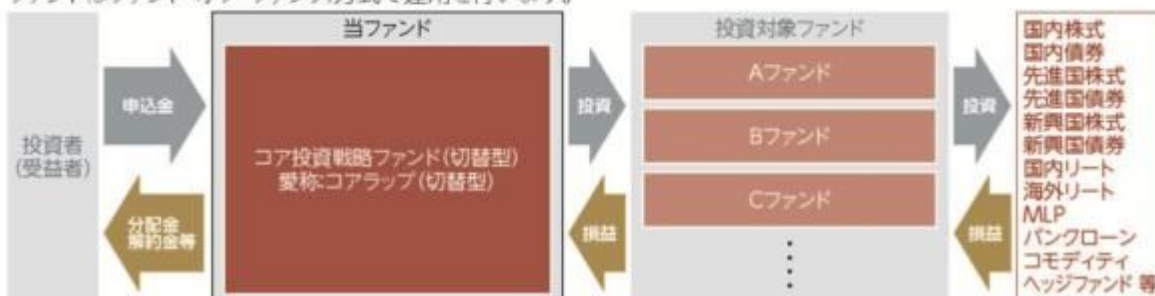 当ファンド
投資対象ファンド
投資者
(受益者)
申込金
分配金
解約金等
コア投資戦略ファンド(切替型)
愛称:コアラップ(切替型)
投資
損益
Aファンド
Bファンド
Cファンド
投資
損益
国内株式
国内債券
先進国株式
先進国債券
新興国株式
新興国債券
国内リート
海外リート
MLP
バンクローン
コモディティ
ヘッジファンド 等